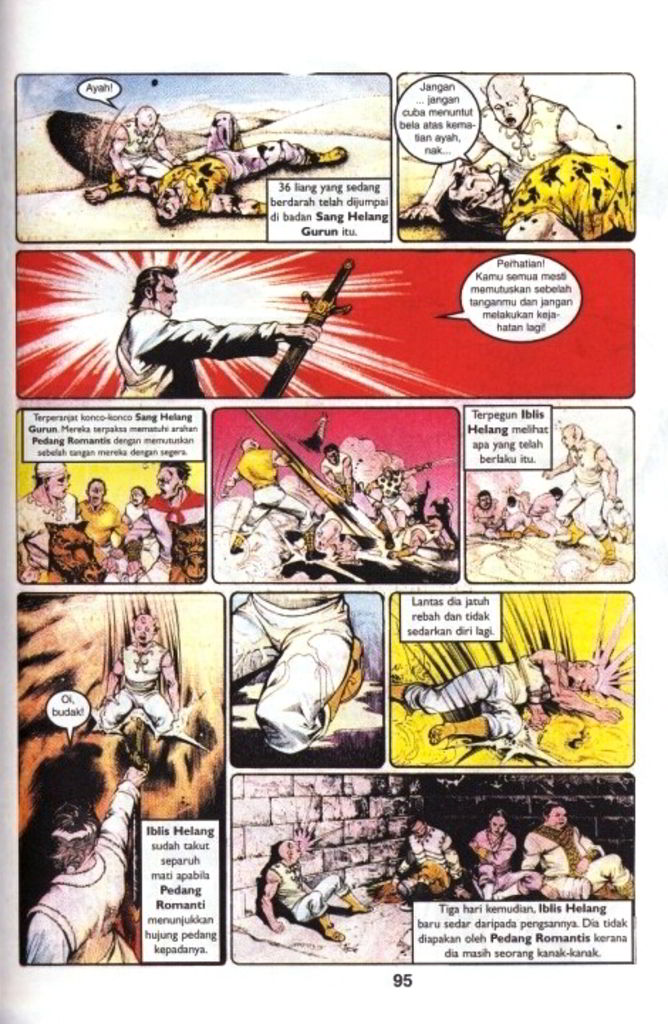 Ayah!
36 liang yang sedang
berdarah telah dijumpai
di badan Sang Helang
Gurun itu.
Jangan
... jangan
cuba menuntut
bela atas kema-
tian ayah,
nak...
Perhatian!
Kamu semua mesti
memutuskan sebelah
tanganmu dan jangan
melakukan keja-
hatan lagi!
Terperanjat konco-konco Sang Helang
Gurun. Mereka terpaksa mematuhi arahan
Pedang Romantis dengan memutuskan
sebelah tangan mereka dengan segera.
Terpegun Iblis
Helang melihat
apa yang telah
berlaku itu.
Oi,
budak!
Iblis Helang
sudah takut
separuh
mati apabila
Pedang
Romanti
menunjukkan
hujung pedang
kepadanya.
Lantas dia jatuh
rebah dan tidak
sedarkan diri lagi.
Tiga hari kemudian, Iblis Helang
baru sedar daripada pengsannya. Dia tidak
diapakan oleh Pedang Romantis kerana
dia masih seorang kanak-kanak.
95